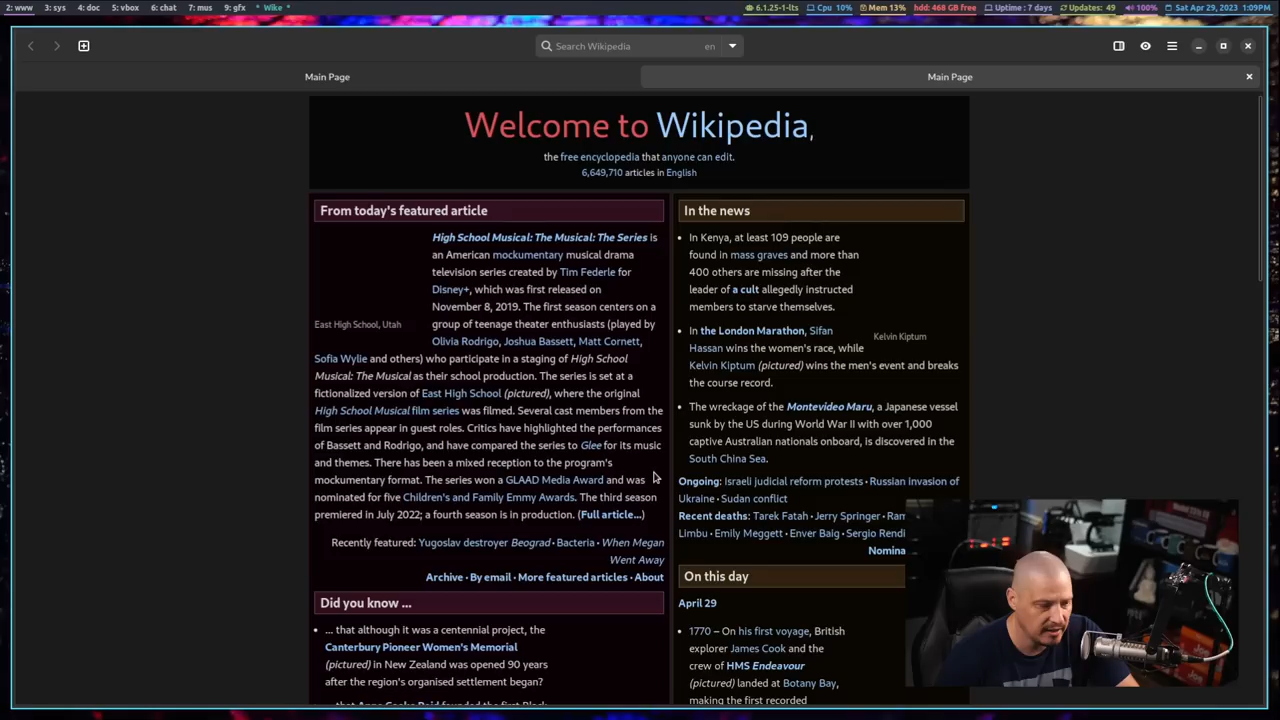 2: www 3: sys 4: doc 5: vbox 6: chat 7: mus 9: gfx * Wike *
6.1.25-1-lts Cpu 10% Mem 13% hdd: 468 GB free Uptime : 7 days Updates: 49 100% Sat Apr 29, 2023 1:09PM
Search Wikipedia en
Main Page
Main Page
Welcome to Wikipedia,
the free encyclopedia that anyone can edit.
6,649,710 articles in English
From today's featured article
High School Musical: The Musical: The Series is
an American mockumentary musical drama
television series created by Tim Federle for
Disney+, which was first released on
November 8, 2019. The first season centers on a
East High School, Utah
group of teenage theater enthusiasts (played by
Olivia Rodrigo, Joshua Bassett, Matt Cornett,
Sofia Wylie and others) who participate in a staging of High School
Musical: The Musical as their school production. The series is set at a
fictionalized version of East High School (pictured), where the original
High School Musical film series was filmed. Several cast members from the
film series appear in guest roles. Critics have highlighted the performances
of Bassett and Rodrigo, and have compared the series to Glee for its music
and themes. There has been a mixed reception to the program's
mockumentary format. The series won a GLAAD Media Award and was
nominated for five Children's and Family Emmy Awards. The third season
premiered in July 2022; a fourth season is in production. (Full article...)
Recently featured: Yugoslav destroyer Beograd · Bacteria · When Megan
Went Away
Archive · By email · More featured articles · About
Did you know ...
... that although it was a centennial project, the
Canterbury Pioneer Women's Memorial
(pictured) in New Zealand was opened 90 years
after the region's organised settlement began?
... that Anne Cooke Reid founded the first Black
In the news
In Kenya, at least 109 people are
found in mass graves and more than
400 others are missing after the
leader of a cult allegedly instructed
members to starve themselves.
In the London Marathon, Sifan
Hassan wins the women's race, while
Kelvin Kiptum
Kelvin Kiptum (pictured) wins the men's event and breaks
the course record.
The wreckage of the Montevideo Maru, a Japanese vessel
sunk by the US during World War II with over 1,000
captive Australian nationals onboard, is discovered in the
South China Sea.
Ongoing: Israeli judicial reform protests · Russian invasion of
Ukraine · Sudan conflict
Recent deaths: Tarek Fatah · Jerry Springer · Ram
Limbu · Emily Meggett · Enver Baig · Sergio Rendi
Nomina
On this day
April 29
1770 – On his first voyage, British
explorer James Cook and the
crew of HMS Endeavour
(pictured) landed at Botany Bay,
making the first recorded